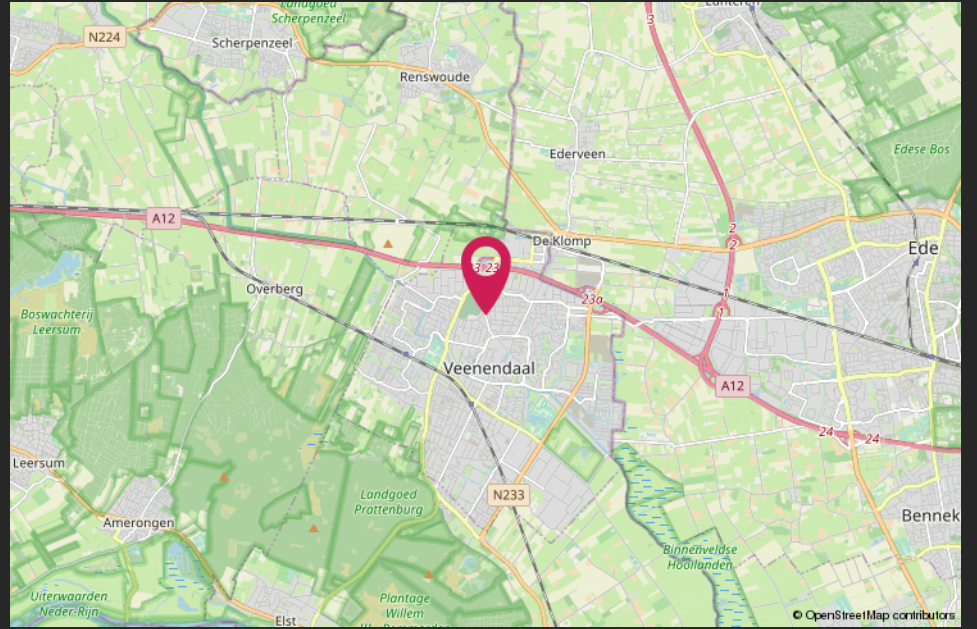 Landgoed
Scherpenzeel
Lunteren
3
N224
Scherpenzeel
Renswoude
Ederveen
Edese Bos
A12
2
2
De Klomp
Ede
23
Overberg
1
23a
1
Boswachterij
Leersum
Veenendaal
A12
24
24
Leersum
Landgoed
Prattenburg
N233
Amerongen
Bennek
Binnenveldse
Hooilanden
Uiterwaarden
Neder-Rijn
Plantage
Willem
Elst
© OpenStreetMap contributors